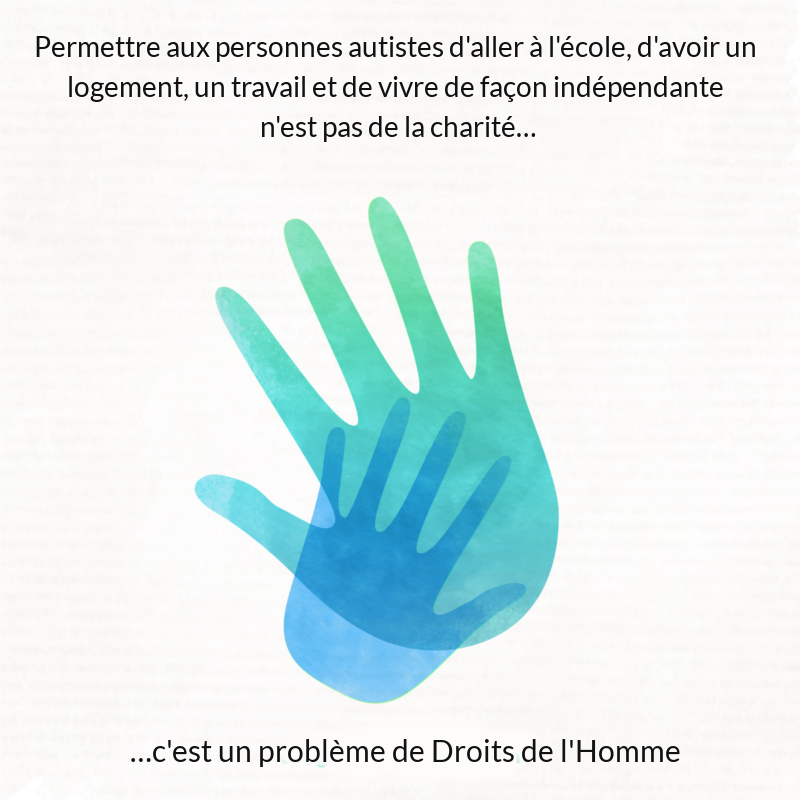 Permettre aux personnes autistes d'aller à l'école, d'avoir un
logement, un travail et de vivre de façon indépendante
n'est pas de la charité...
...c'est un problème de Droits de l'Homme